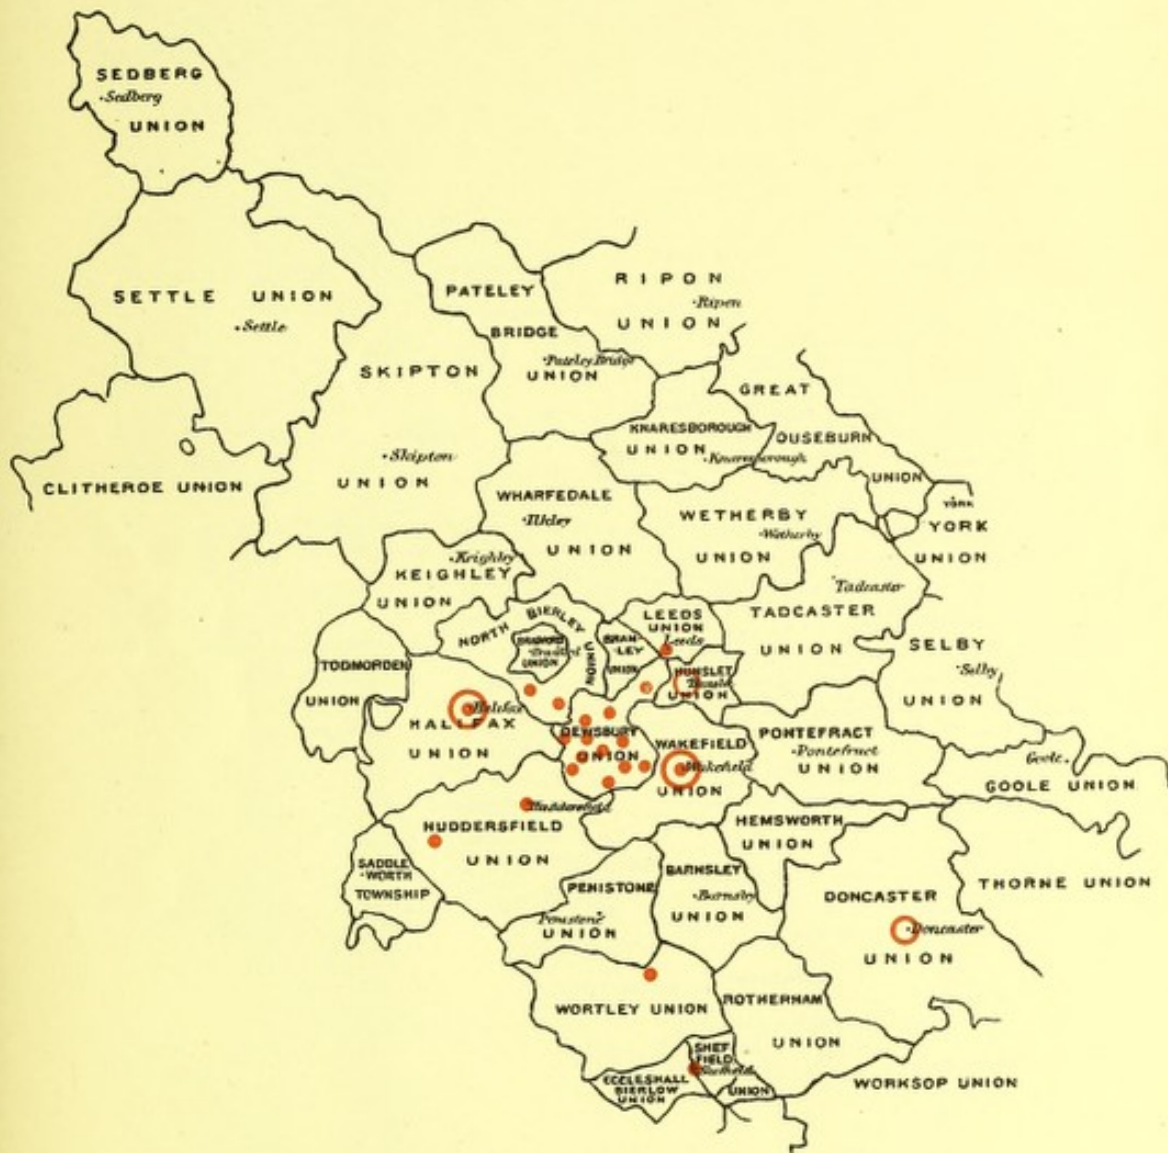 SEDBERG
Sedberg
UNION
SETTLE UNION
Settle
CLITHEROE UNION
SKIPTON
Skipton
UNION
PATELEY
BRIDGE
Pateley Bridge
UNION
RIPON
Ripon
UNION
GREAT
OUSEBURN
UNION
KNARESBOROUGH
UNION
Knaresborough
WHARFEDALE
Ilkley
UNION
WETHERBY
Wetherby
UNION
YORK
YORK
UNION
Keighley
KEIGHLEY
UNION
Tadcaster
TADCASTER
UNION
NORTH BIERLEY UNION
BRADFORD
Bradford
UNION
BRAM-
LEY
UNION
LEEDS
UNION
Leeds
HUNSLET
Hunslet
UNION
SELBY
Selby
UNION
TODMORDEN
UNION
Halifax
HALIFAX
UNION
DEWSBURY
UNION
WAKEFIELD
Wakefield
UNION
PONTEFRACT
Pontefract
UNION
Goole
GOOLE UNION
Huddersfield
HUDDERSFIELD
UNION
HEMSWORTH
UNION
SADDLE
WORTH
TOWNSHIP
PENISTONE
Penistone
UNION
BARNSLEY
Barnsley
UNION
DONCASTER
Doncaster
UNION
THORNE UNION
WORTLEY UNION
ROTHERHAM
UNION
SHEF
FIELD
Sheffield
UNION
ECCLESHALL
BIERLOW
UNION
WORKSOP UNION